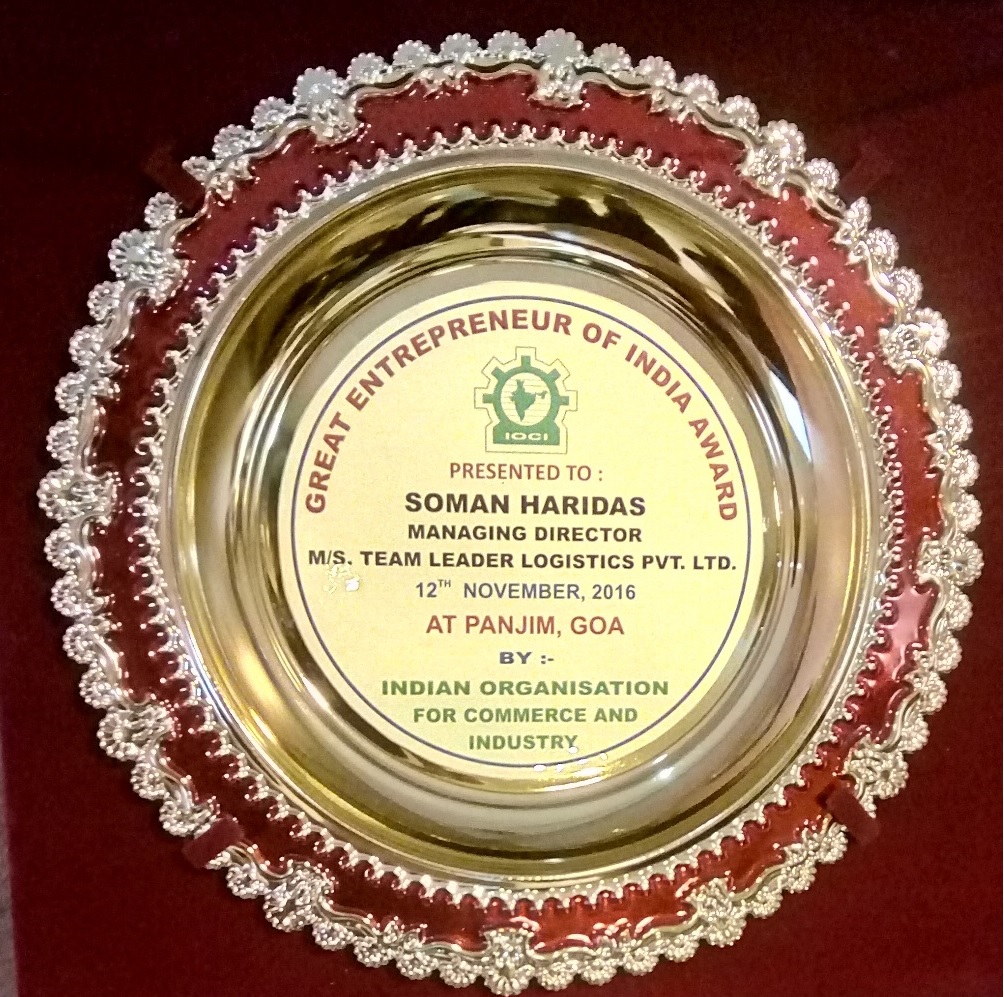 GREAT ENTREPRENEUR OF INDIA AWARD
IOCI
PRESENTED TO :
SOMAN HARIDAS
MANAGING DIRECTOR
M/S. TEAM LEADER LOGISTICS PVT. LTD.
12TH NOVEMBER, 2016
AT PANJIM, GOA
BY :-
INDIAN ORGANISATION
FOR COMMERCE AND
INDUSTRY